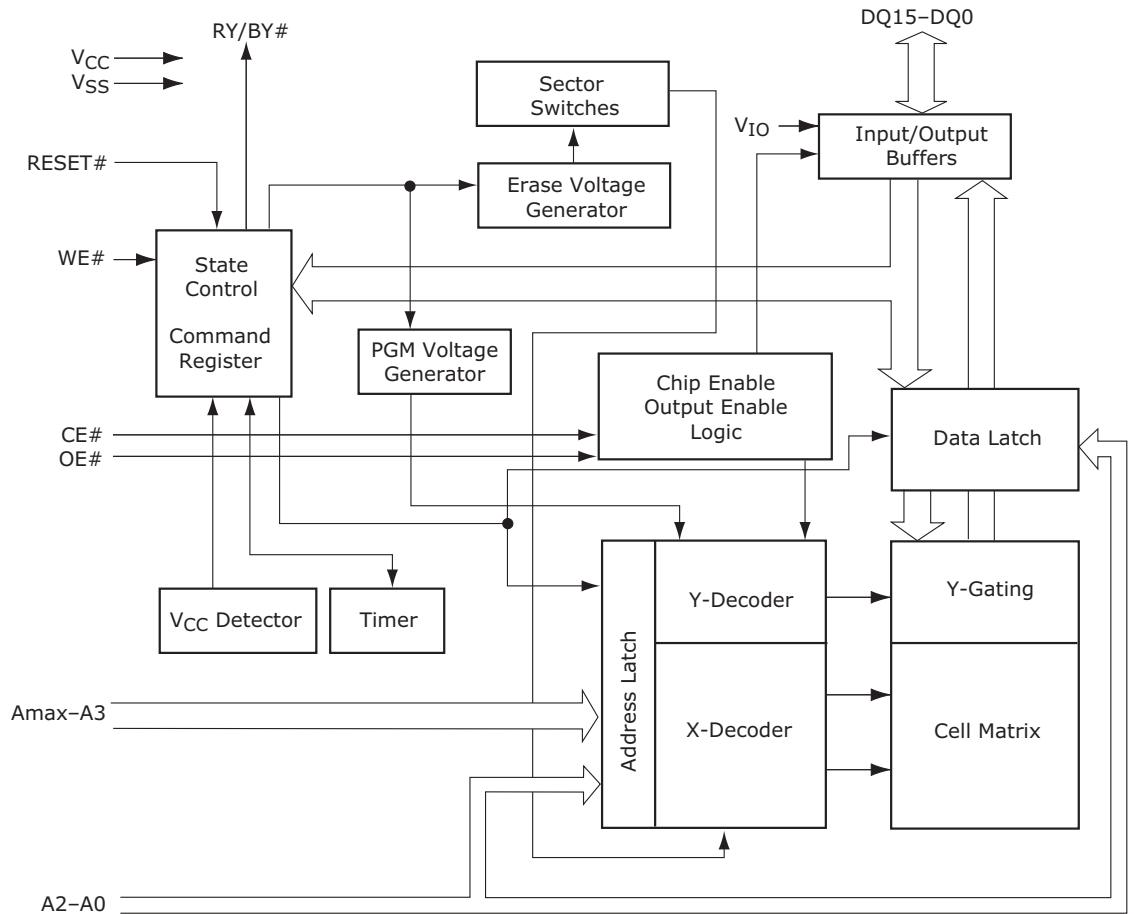 RY/BY#
DQ15–DQ0
VCC
VSS
Sector
Switches
VIO
Input/Output
Buffers
RESET#
Erase Voltage
Generator
WE#
State
Control
Command
Register
PGM Voltage
Generator
Chip Enable
Output Enable
Logic
CE#
OE#
Data Latch
VCC Detector
Timer
Address Latch
Y-Decoder
Y-Gating
Amax–A3
X-Decoder
Cell Matrix
A2–A0